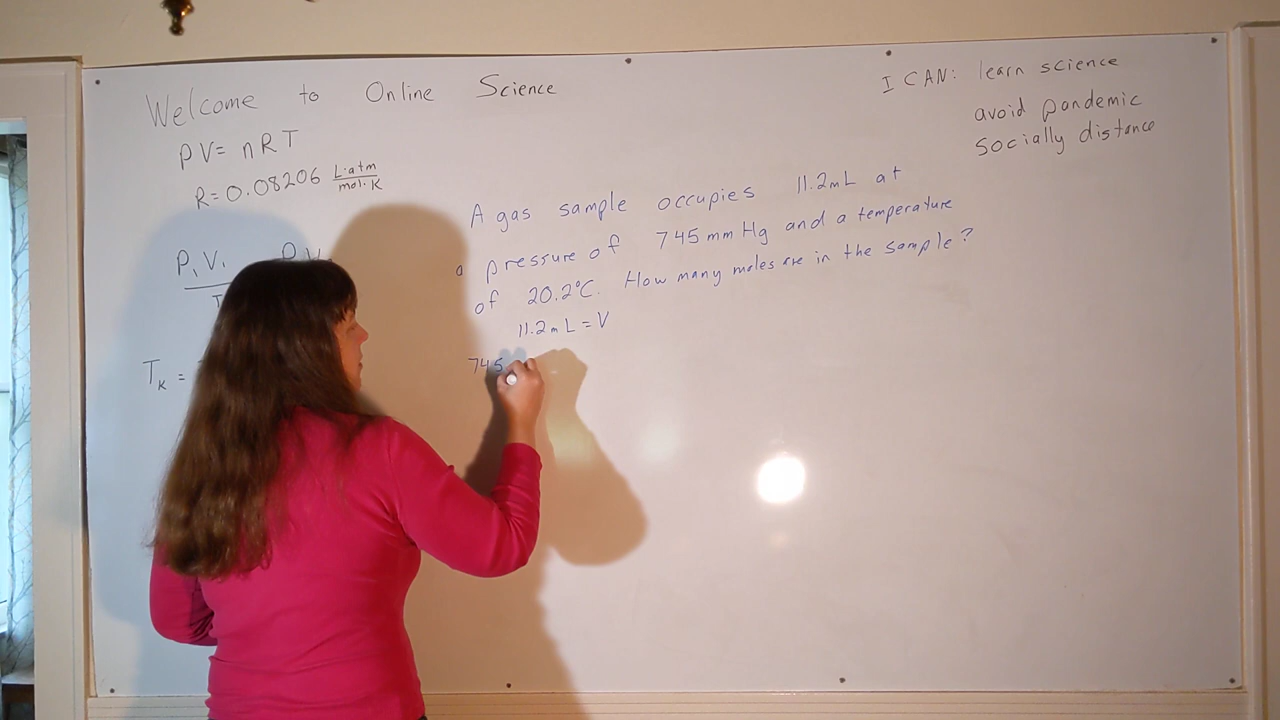 Welcome to Online Science
I CAN: learn science
avoid pandemic
socially distance
PV= nRT
R=0.08206 L·atm
mol·K
P₁V₁
A gas sample occupies 11.2mL at
a pressure of 745 mm Hg and a temperature
of 20.2°C. How many moles are in the sample?
11.2mL = V
745
Tₖ =